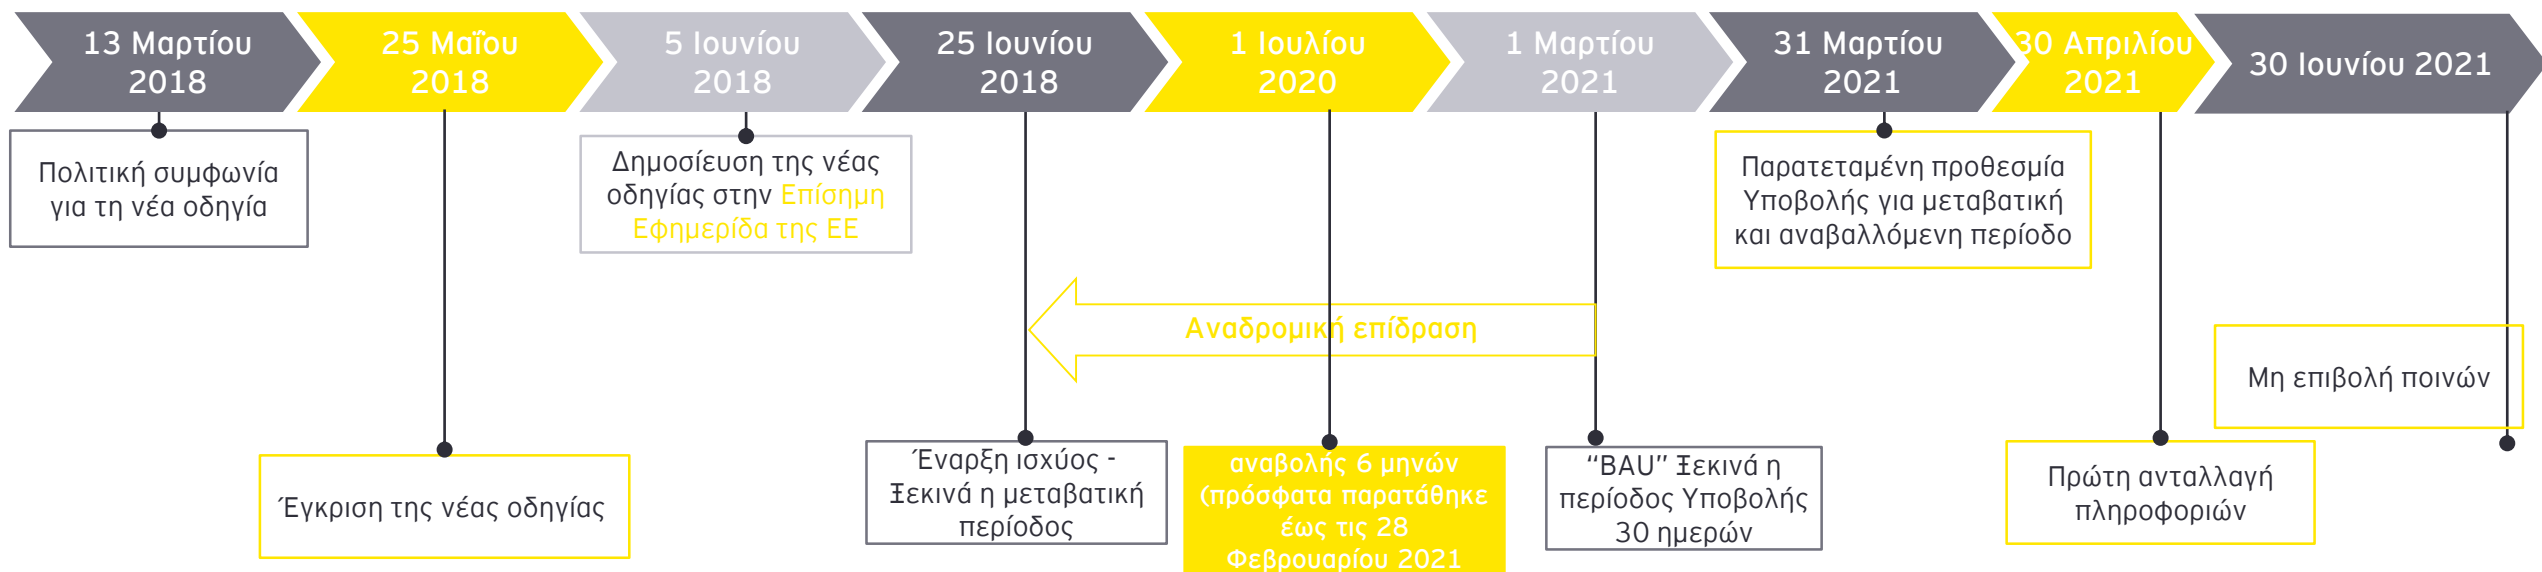 13 Μαρτίου
2018
25 Μαΐου
2018
5 Ιουνίου
2018
25 Ιουνίου
2018
1 Ιουλίου
2020
1 Μαρτίου
2021
31 Μαρτίου
2021
30 Απριλίου
2021
30 Ιουνίου 2021
Πολιτική συμφωνία
για τη νέα οδηγία
Δημοσίευση της νέας
οδηγίας στην Επίσημη
Εφημερίδα της ΕΕ
Παρατεταμένη προθεσμία
Υποβολής για μεταβατική
και αναβαλλόμενη περίοδο
Αναδρομική επίδραση
Μη επιβολή ποινών
Έγκριση της νέας οδηγίας
Έναρξη ισχύος -
Ξεκινά η μεταβατική
περίοδος
αναβολής 6 μηνών
(πρόσφατα παρατάθηκε
έως τις 28
Φεβρουαρίου 2021
“BAU” Ξεκινά η
περίοδος Υποβολής
30 ημερών
Πρώτη ανταλλαγή
πληροφοριών